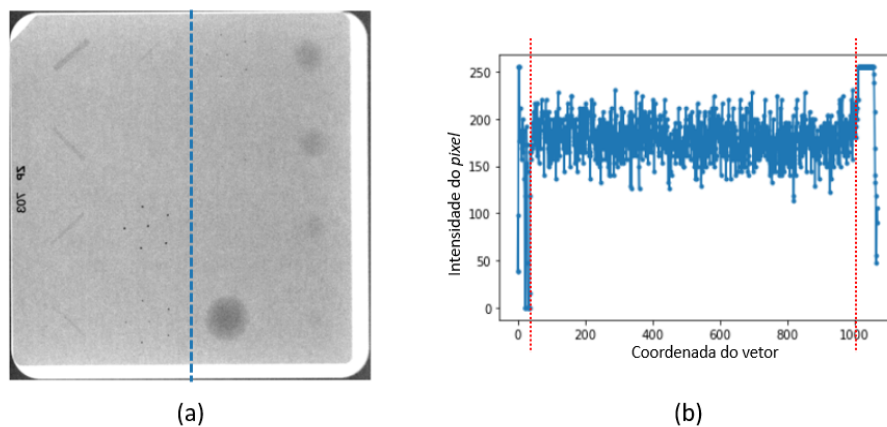 ZP 703
(a)
250
200
150
100
50
0
Intensidade do pixel
0 200 400 600 800 1000
Coordenada do vetor
(b)